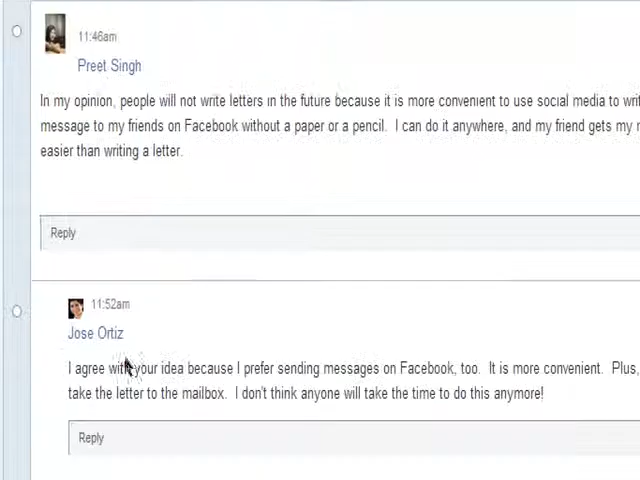 11:46am
Preet Singh
In my opinion, people will not write letters in the future because it is more convenient to use social media to
message to my friends on Facebook without a paper or a pencil. I can do it anywhere, and my friend gets my
easier than writing a letter.
Reply
11:52am
Jose Ortiz
I agree with your idea because I prefer sending messages on Facebook, too. It is more convenient. Plus,
take the letter to the mailbox. I don't think anyone will take the time to do this anymore!
Reply